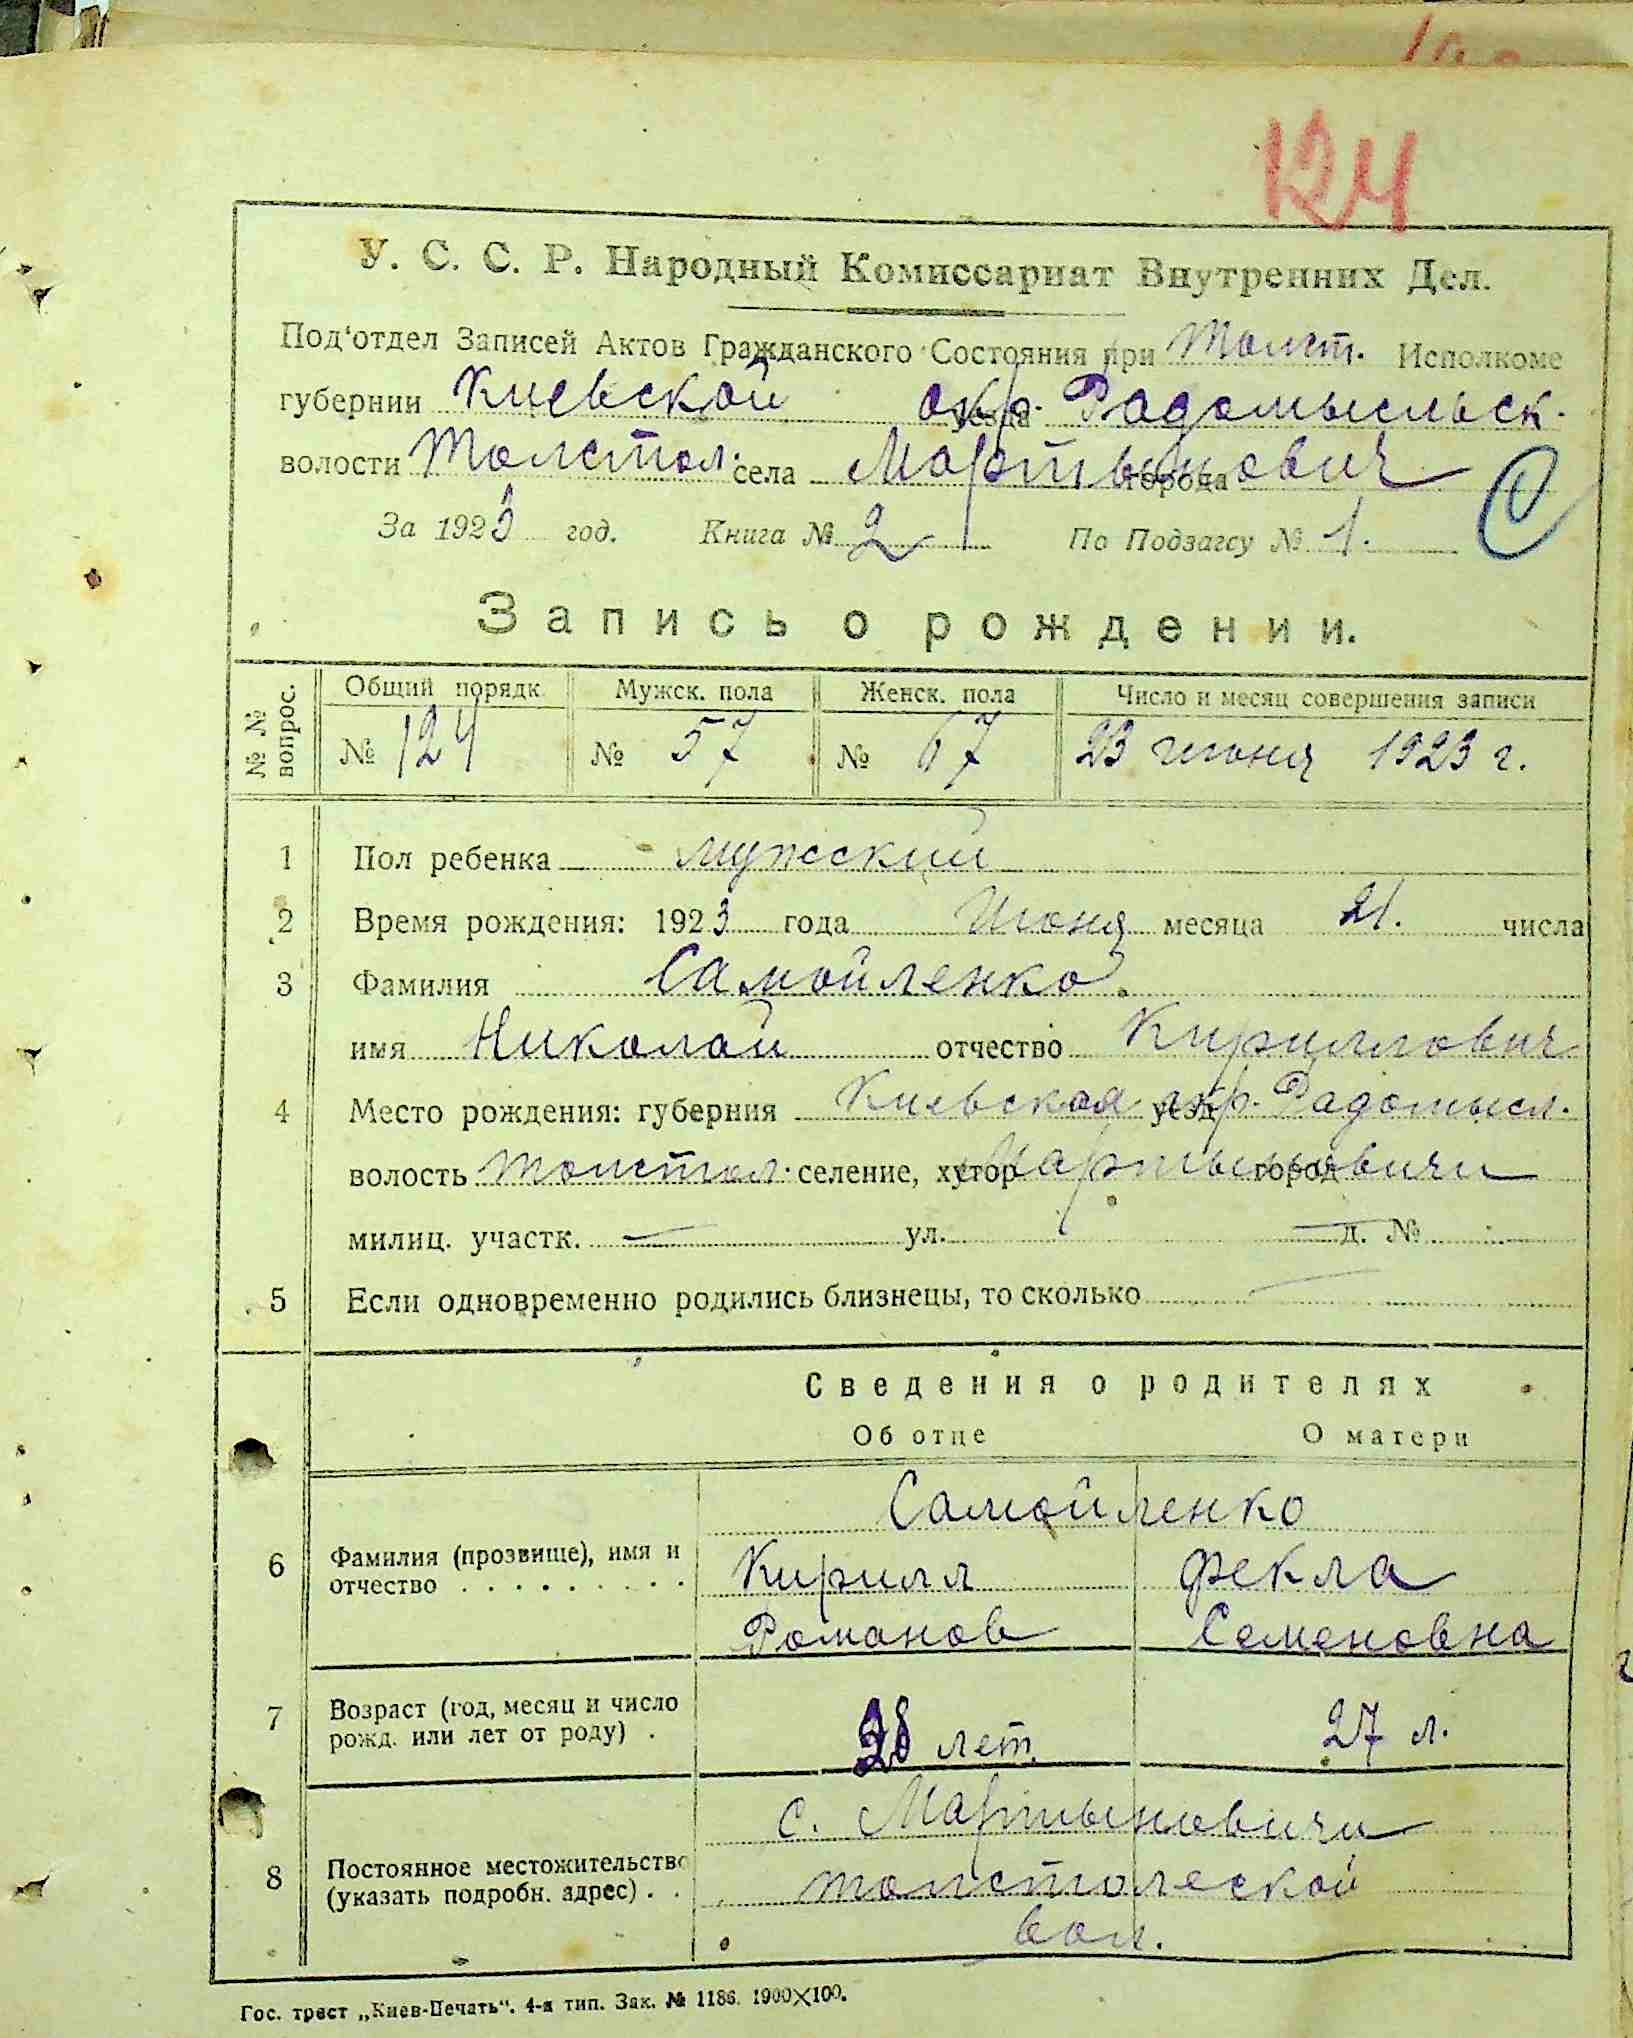 124
У. С. С. Р. Народный Комиссариат Внутренних Дел.
Под'отдел Записей Актов Гражданского Состояния при Толст. Исполкоме
губернии Киевской окр. уезда Радомысльск.
волости Толстол. села Мартынович города
За 1923 год. Книга № 2 По Подзагсу № 1.
Запись о рождении.
№ № вопрос. Общий порядк. Мужск. пола Женск. пола Число и месяц совершения записи
№ 124 № 57 № 67 23 июня 1923 г.
1 Пол ребенка мужский
2 Время рождения: 1923 года Июня месяца 21. числа
3 Фамилия Самойленко
имя Николай отчество Кириллович
4 Место рождения: губерния Киевская уезд окр. Радомысл.
волость Толстол. селение, хутор Мартыновичи город
милиц. участк. — ул. — д. №
5 Если одновременно родились близнецы, то сколько —
Сведения о родителях
Об отце О матери
Самойленко
6 Фамилия (прозвище), имя и Кирилл Фекла
отчество . . . . . . . . . Романов Семеновна
7 Возраст (год, месяц и число
рожд. или лет от роду) . 28 лет. 27 л.
с. Мартыновичи
8 Постоянное местожительство
(указать подробн. адрес) . . Толстолеской
вол.
Гос. трест „Киев-Печать". 4-я тип. Зак. № 1186. 1900×100.